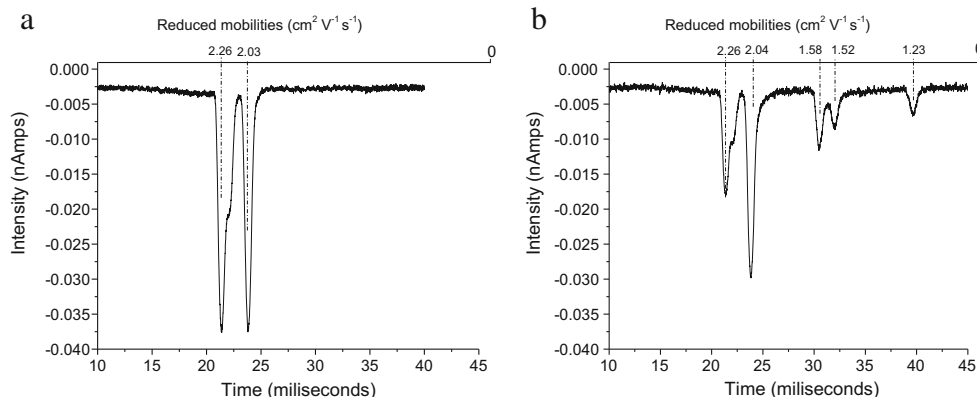 a
Reduced mobilities (cm² V⁻¹ s⁻¹)
2.26 2.03
0
0.000
-0.005
-0.010
-0.015
-0.020
-0.025
-0.030
-0.035
-0.040
Intensity (nAmps)
10 15 20 25 30 35 40 45
Time (miliseconds)
b
Reduced mobilities (cm² V⁻¹ s⁻¹)
2.26 2.04 1.58 1.52 1.23
0.000
-0.005
-0.010
-0.015
-0.020
-0.025
-0.030
-0.035
-0.040
Intensity (nAmps)
10 15 20 25 30 35 40 45
Time (miliseconds)